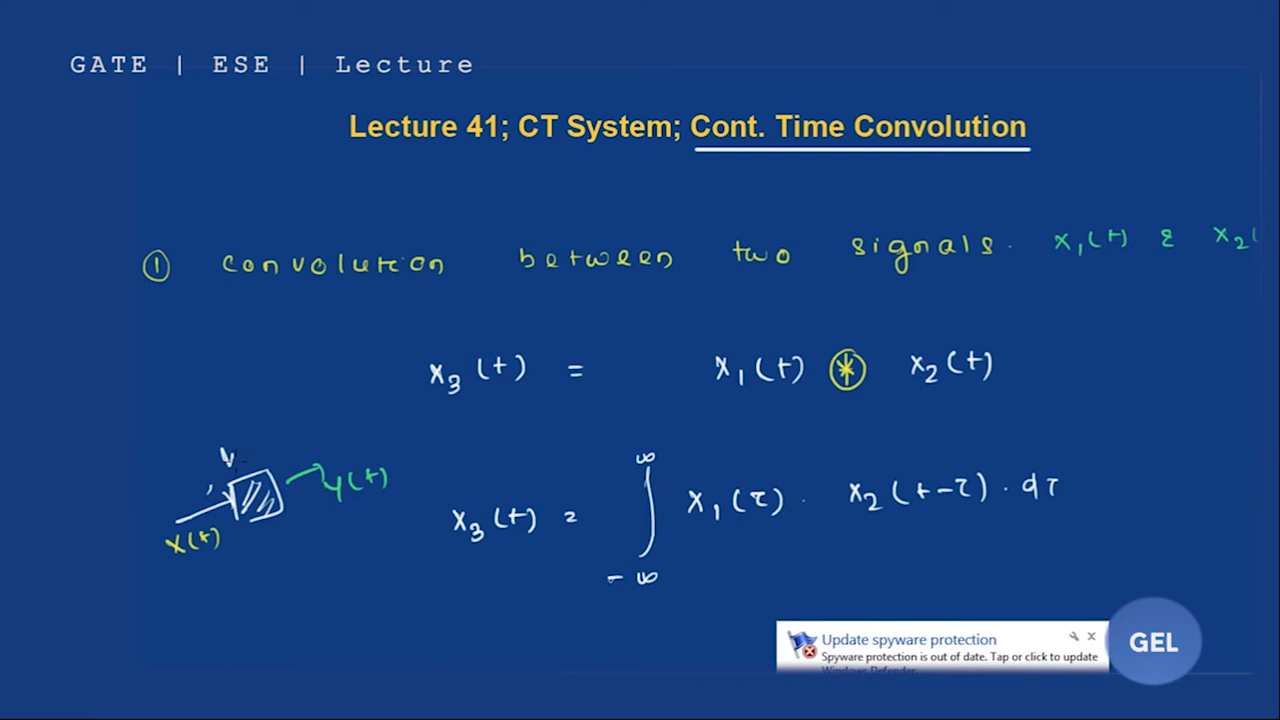 GATE | ESE | Lecture
Lecture 41; CT System; Cont. Time Convolution
① convolution between two signals. x₁(t) & x₂(
x₃(t) = x₁(t) ⊛ x₂(t)
y(t)
x(t)
x₃(t) = ∫ x₁(τ) · x₂(t-τ) · dτ
∞
- ∞
Update spyware protection
Spyware protection is out of date. Tap or click to update
Windows Defender
GEL